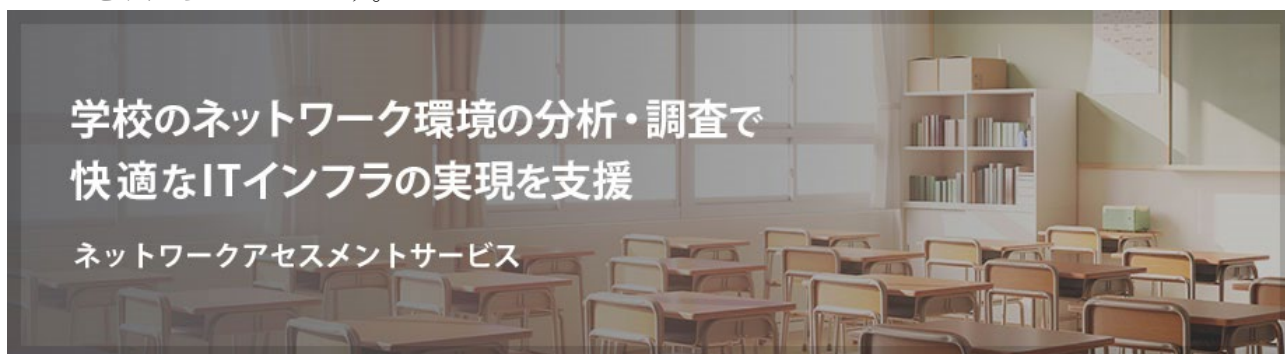 学校のネットワーク環境の分析・調査で
快適なITインフラの実現を支援
ネットワークアセスメントサービス